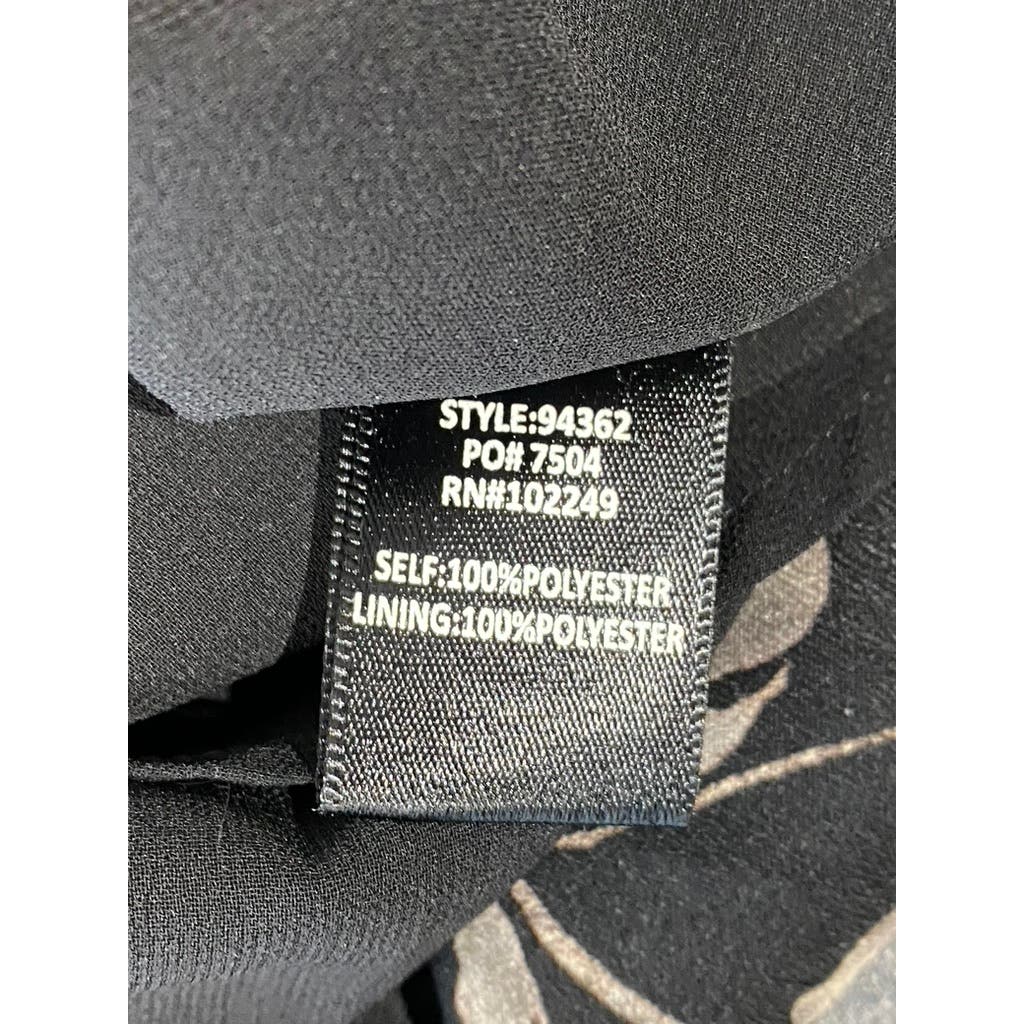 STYLE:94362
PO# 7504
RN#102249
SELF:100%POLYESTER
LINING:100%POLYESTER